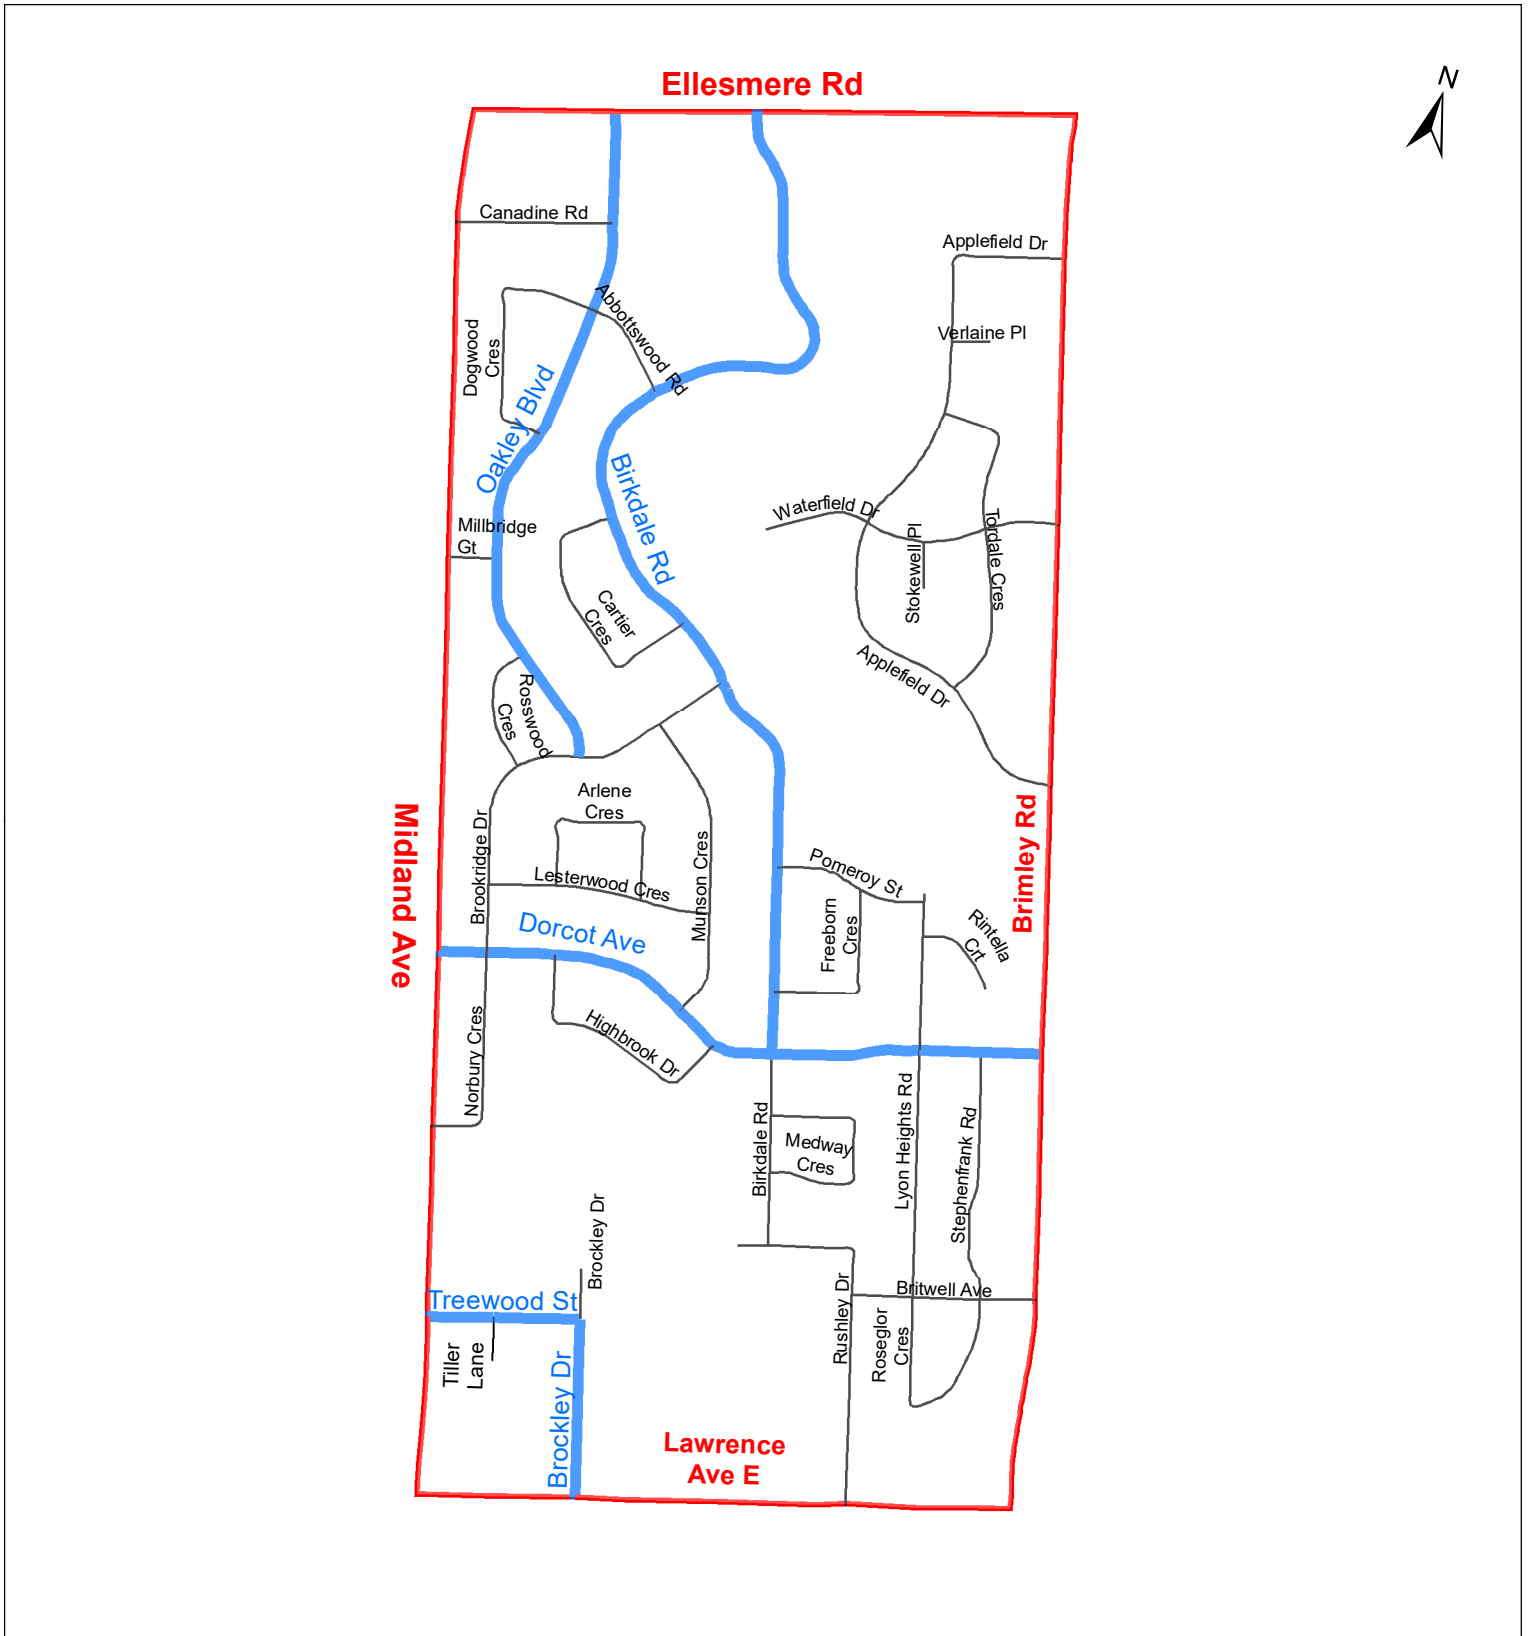 Ellesmere Rd
N
Canadine Rd
Applefield Dr
Abbottswood Rd
Dogwood
Cres
Verlaine Pl
Oakley Blvd
Birkdale Rd
Waterfield Dr
Millbridge
Gt
Stokewell Pl
Tordale Cres
Cartier
Cres
Applefield Dr
Rosswood
Cres
Arlene
Cres
Midland Ave
Brookridge Dr
Lesterwood Cres
Munson Cres
Brimley Rd
Pomeroy St
Freeborn
Cres
Rintella
Crt
Dorcot Ave
Norbury Cres
Highbrook Dr
Birkdale Rd
Medway
Cres
Lyon Heights Rd
Stephenfrank Rd
Brockley Dr
Treewood St
Britwell Ave
Rushley Dr
Roseglor
Cres
Tiller
Lane
Brockley Dr
Lawrence
Ave E